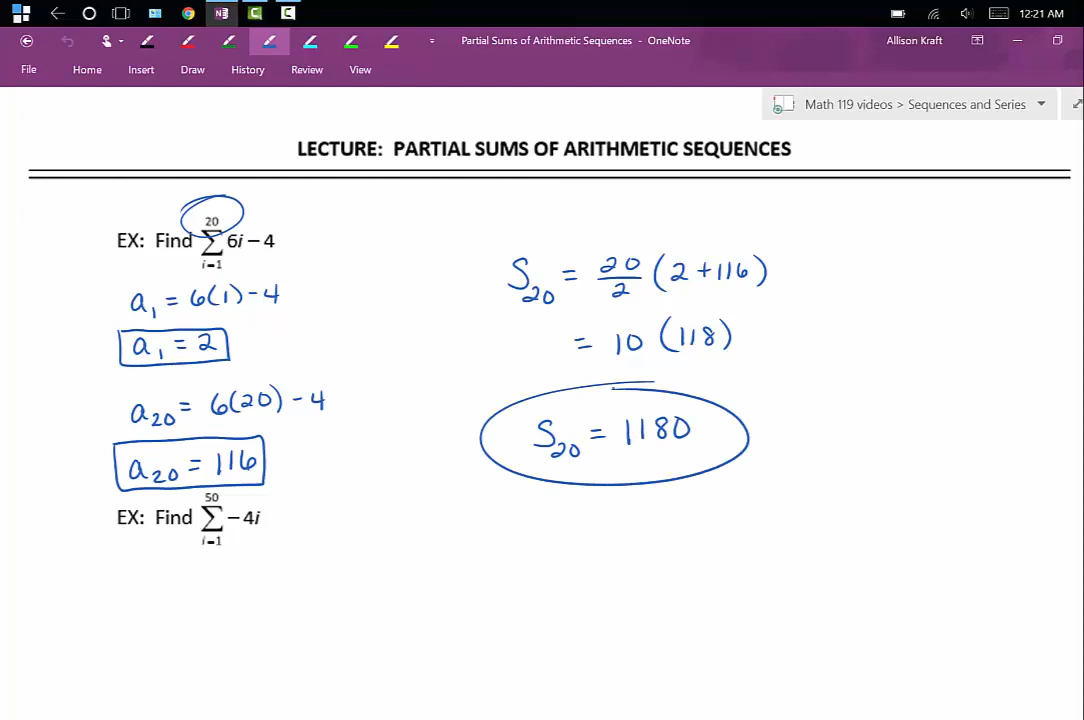 12:21 AM
Partial Sums of Arithmetic Sequences - OneNote
Allison Kraft
File Home Insert Draw History Review View
Math 119 videos > Sequences and Series
LECTURE: PARTIAL SUMS OF ARITHMETIC SEQUENCES
EX: Find \sum_{i=1}^{20} 6i − 4
a₁ = 6(1) − 4
a₁ = 2
a₂₀ = 6(20) − 4
a₂₀ = 116
S₂₀ = 20/2 (2 + 116)
= 10 (118)
S₂₀ = 1180
EX: Find \sum_{i=1}^{50} − 4i